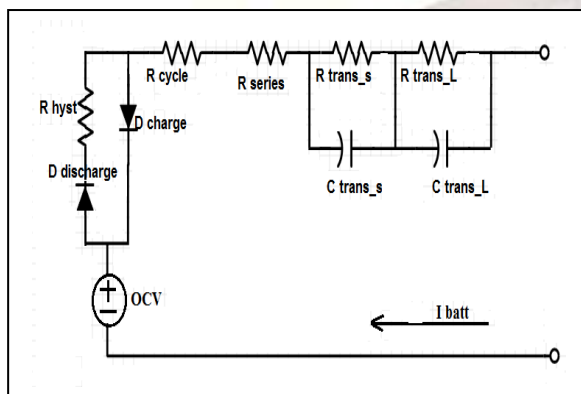 R cycle
R series
R trans_s
R trans_L
R hyst
D charge
D discharge
C trans_s
C trans_L
OCV
I batt